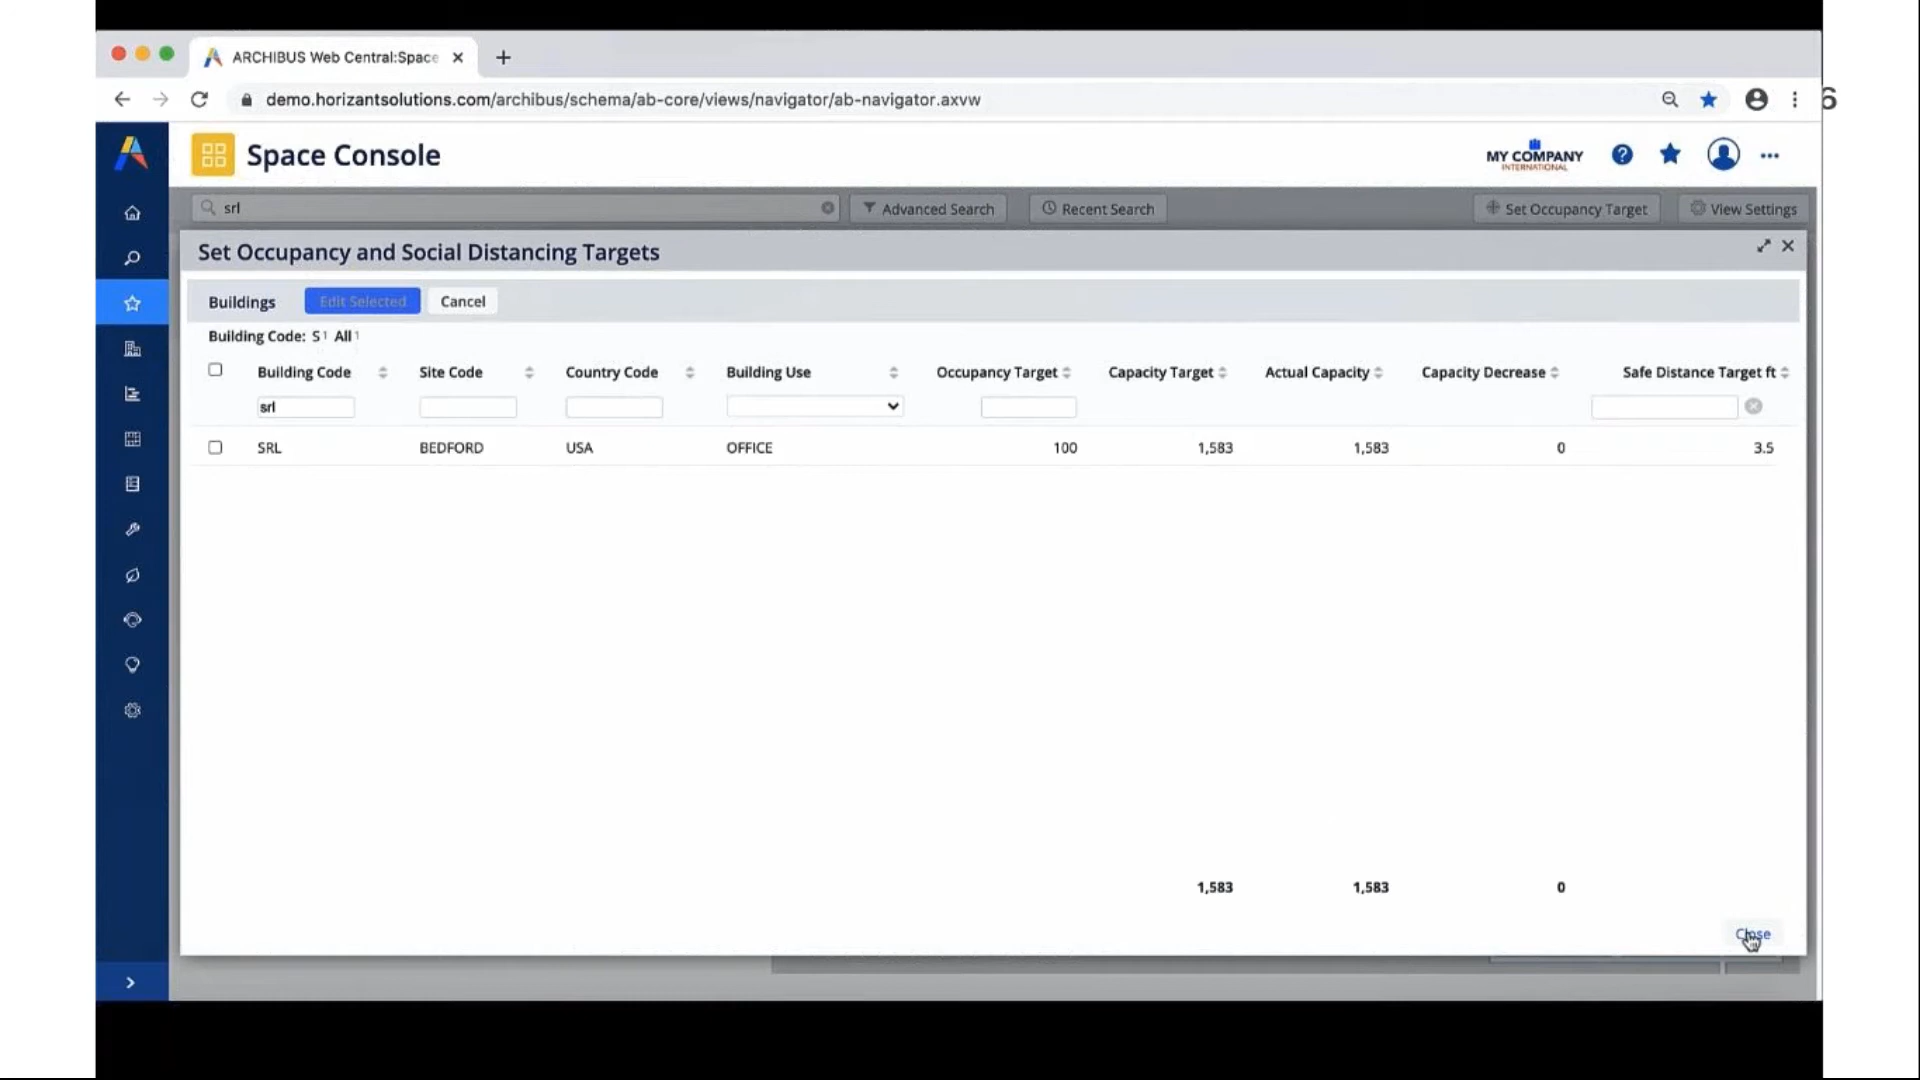 ARCHIBUS Web Central:Space
demo.horizantsolutions.com/archibus/schema/ab-core/views/navigator/ab-navigator.axvw
6
Space Console
MY COMPANY
INTERNATIONAL
srl
Advanced Search
Recent Search
Set Occupancy Target
View Settings
Set Occupancy and Social Distancing Targets
Buildings Edit Selected Cancel
Building Code: S 1 All 1
Building Code Site Code Country Code Building Use Occupancy Target Capacity Target Actual Capacity Capacity Decrease Safe Distance Target ft
srl
SRL BEDFORD USA OFFICE 100 1,583 1,583 0 3.5
1,583 1,583 0
Close